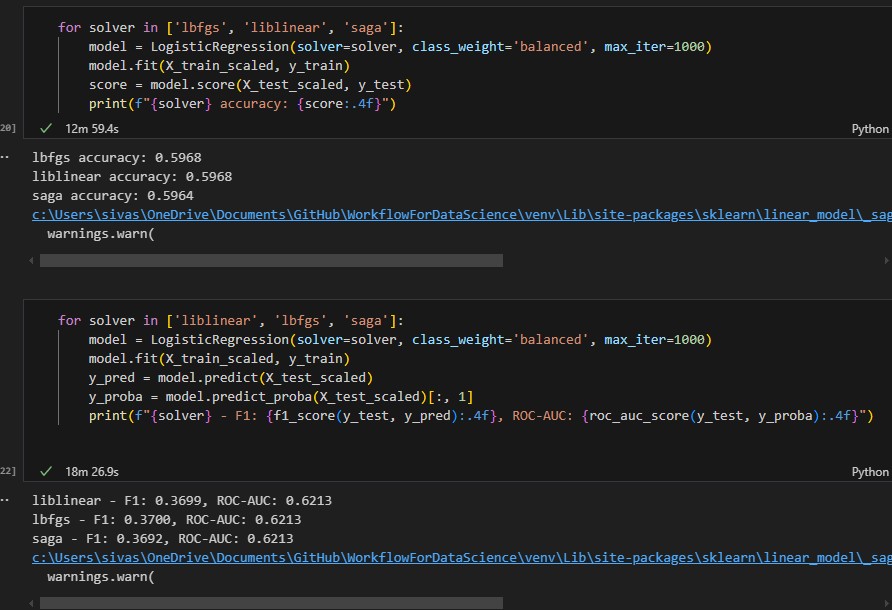 for solver in ['lbfgs', 'liblinear', 'saga']:
    model = LogisticRegression(solver=solver, class_weight='balanced', max_iter=1000)
    model.fit(X_train_scaled, y_train)
    score = model.score(X_test_scaled, y_test)
    print(f"{solver} accuracy: {score:.4f}")
20] ✓ 12m 59.4s Python
..
lbfgs accuracy: 0.5968
liblinear accuracy: 0.5968
saga accuracy: 0.5964
c:\Users\sivas\OneDrive\Documents\GitHub\WorkflowForDataScience\venv\Lib\site-packages\sklearn\linear_model\_sag
  warnings.warn(
for solver in ['liblinear', 'lbfgs', 'saga']:
    model = LogisticRegression(solver=solver, class_weight='balanced', max_iter=1000)
    model.fit(X_train_scaled, y_train)
    y_pred = model.predict(X_test_scaled)
    y_proba = model.predict_proba(X_test_scaled)[:, 1]
    print(f"{solver} - F1: {f1_score(y_test, y_pred):.4f}, ROC-AUC: {roc_auc_score(y_test, y_proba):.4f}")
22] ✓ 18m 26.9s Python
..
liblinear - F1: 0.3699, ROC-AUC: 0.6213
lbfgs - F1: 0.3700, ROC-AUC: 0.6213
saga - F1: 0.3692, ROC-AUC: 0.6213
c:\Users\sivas\OneDrive\Documents\GitHub\WorkflowForDataScience\venv\Lib\site-packages\sklearn\linear_model\_sag
  warnings.warn(